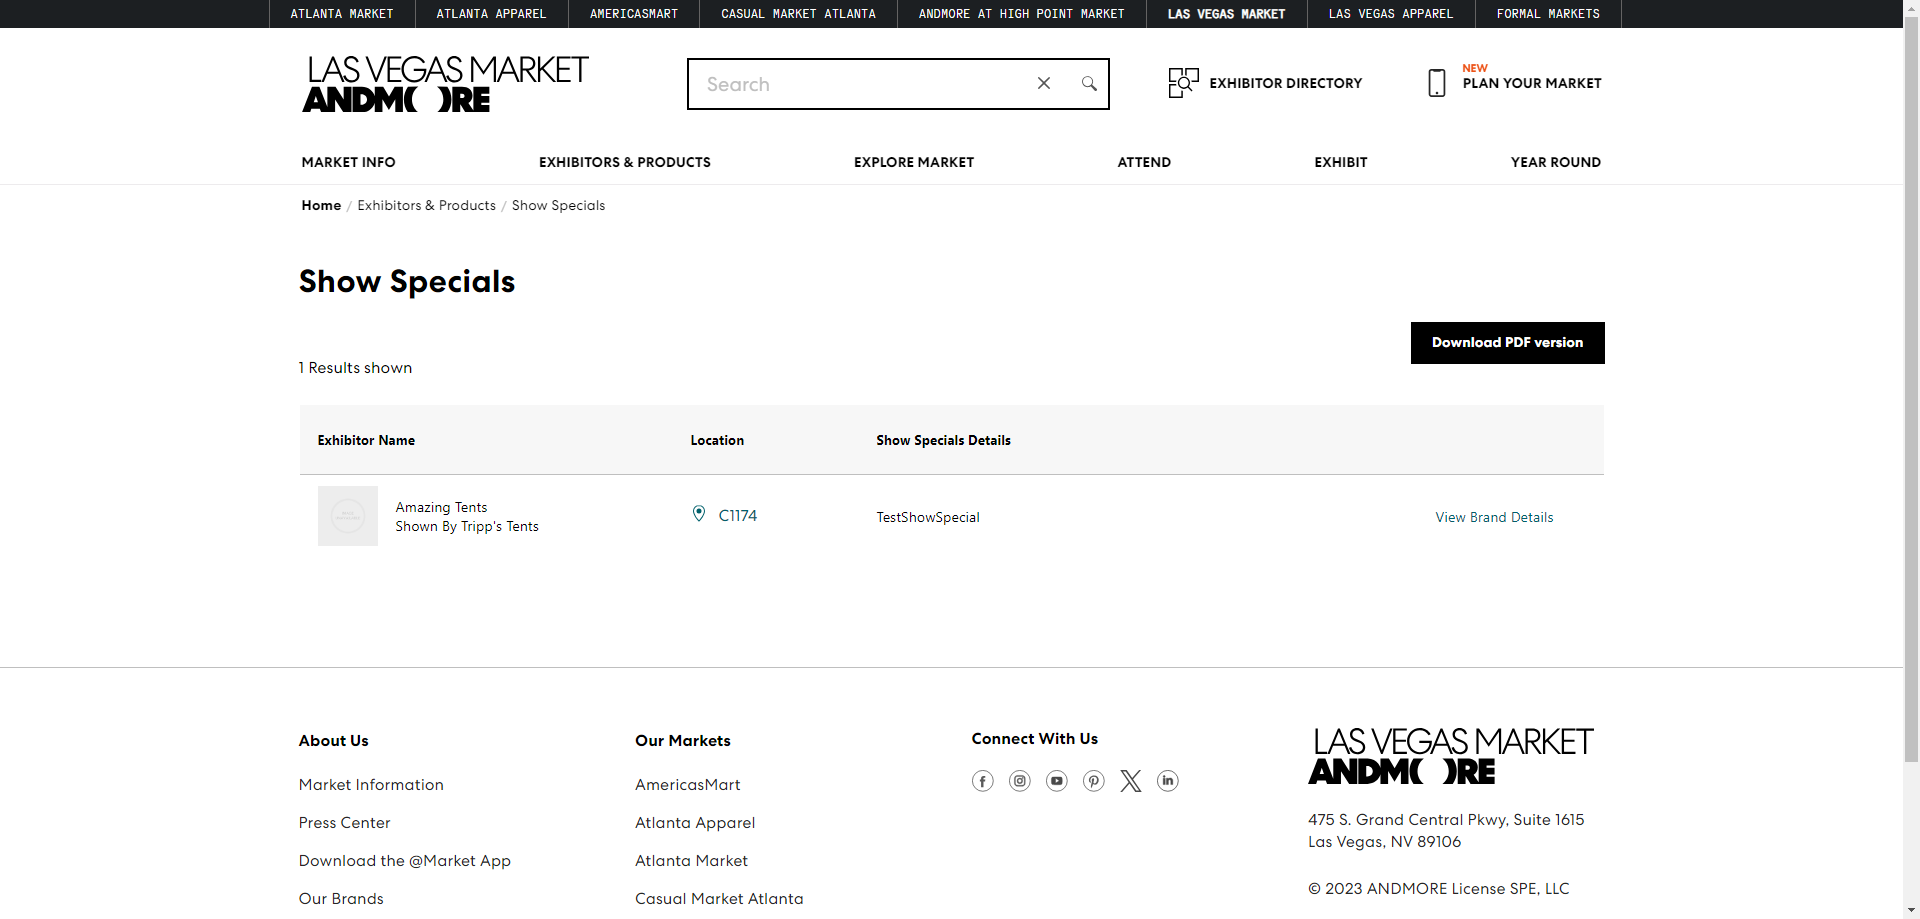 ATLANTA MARKET
ATLANTA APPAREL
AMERICASMART
CASUAL MARKET ATLANTA
ANDMORE AT HIGH POINT MARKET
LAS VEGAS MARKET
LAS VEGAS APPAREL
FORMAL MARKETS
LAS VEGAS MARKET
ANDM( )RE
Search
EXHIBITOR DIRECTORY
NEW
PLAN YOUR MARKET
MARKET INFO
EXHIBITORS & PRODUCTS
EXPLORE MARKET
ATTEND
EXHIBIT
YEAR ROUND
Home / Exhibitors & Products / Show Specials
Show Specials
Download PDF version
1 Results shown
Exhibitor Name
Location
Show Specials Details
Amazing Tents
Shown By Tripp's Tents
C1174
TestShowSpecial
View Brand Details
About Us
Market Information
Press Center
Download the @Market App
Our Brands
Our Markets
AmericasMart
Atlanta Apparel
Atlanta Market
Casual Market Atlanta
Connect With Us
LAS VEGAS MARKET
ANDM( )RE
475 S. Grand Central Pkwy, Suite 1615
Las Vegas, NV 89106
© 2023 ANDMORE License SPE, LLC